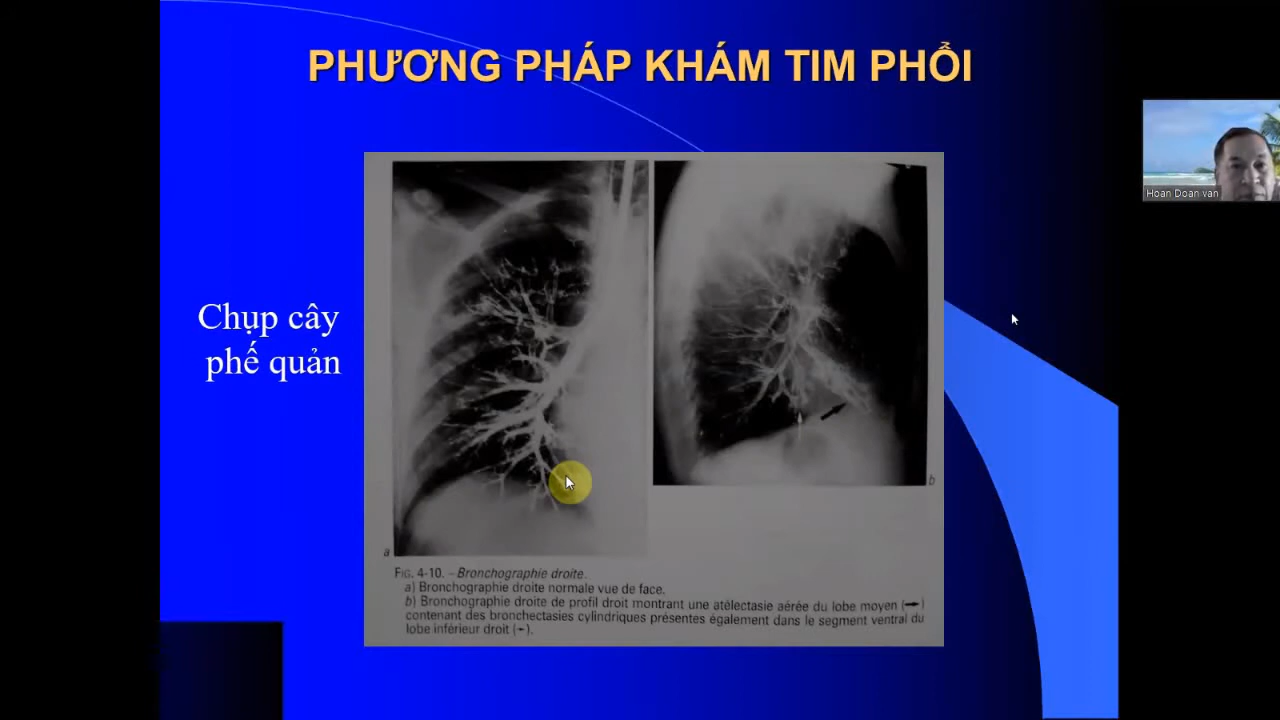 PHƯƠNG PHÁP KHÁM TIM PHỔI
Hoan Doan van
Chụp cây
phế quản
a
b
FIG. 4-10. – Bronchographie droite.
a) Bronchographie droite normale vue de face.
b) Bronchographie droite de profil droit montrant une atélectasie aérée du lobe moyen (➡)
contenant des bronchectasies cylindriques présentes également dans le segment ventral du
lobe inférieur droit (→).